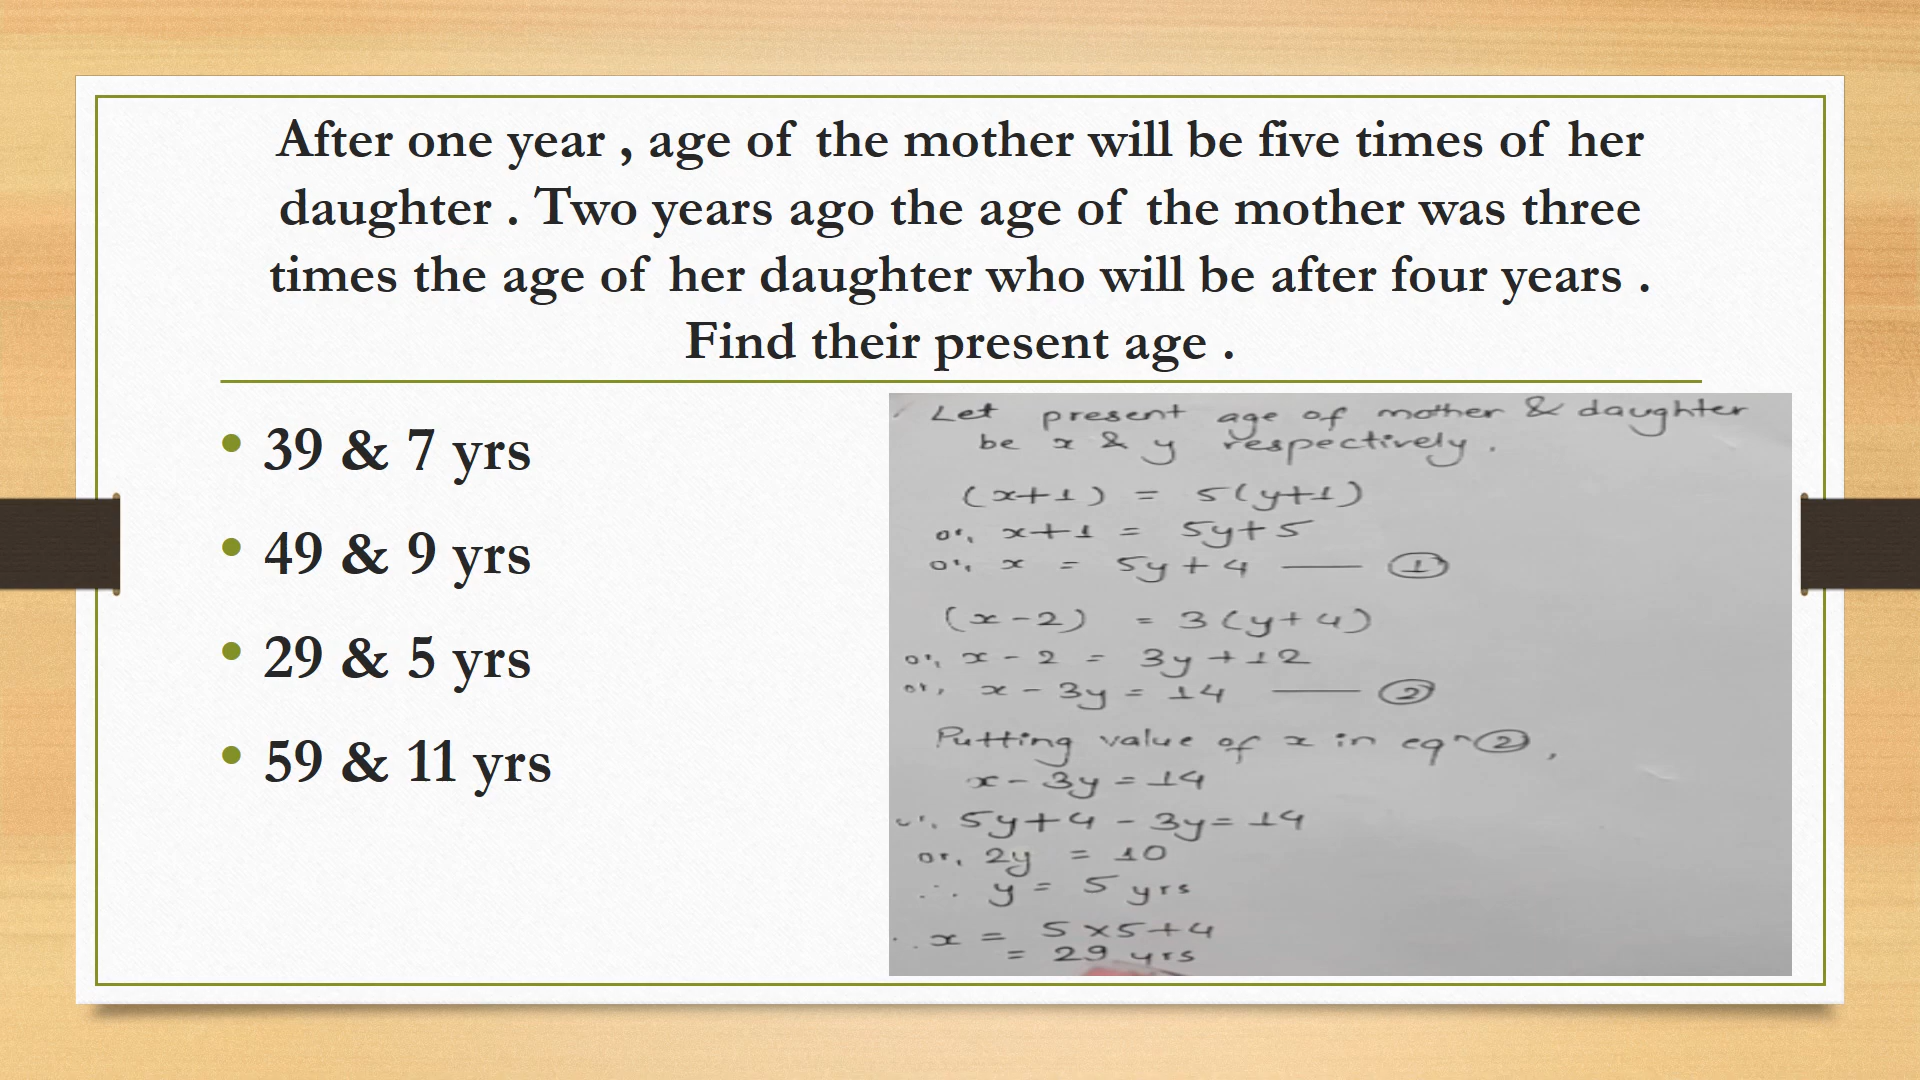 After one year , age of the mother will be five times of her
daughter . Two years ago the age of the mother was three
times the age of her daughter who will be after four years .
Find their present age .
• 39 & 7 yrs
• 49 & 9 yrs
• 29 & 5 yrs
• 59 & 11 yrs
Let present age of mother & daughter
be x & y respectively.
(x+1) = 5(y+1)
or, x+1 = 5y+5
or, x = 5y+4 —— ①
(x-2) = 3(y+4)
or, x-2 = 3y+12
or, x-3y = 14 —— ②
Putting value of x in eqn ②,
x-3y=14
or, 5y+4-3y=14
or, 2y = 10
∴ y = 5 yrs
∴ x = 5×5+4
= 29 yrs